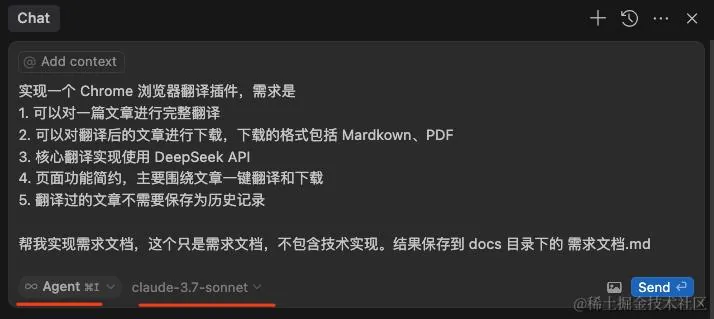 Chat
@ Add context
实现一个 Chrome 浏览器翻译插件，需求是
1. 可以对一篇文章进行完整翻译
2. 可以对翻译后的文章进行下载，下载的格式包括 Mardkown、PDF
3. 核心翻译实现使用 DeepSeek API
4. 页面功能简约，主要围绕文章一键翻译和下载
5. 翻译过的文章不需要保存为历史记录
帮我实现需求文档，这个只是需求文档，不包含技术实现。结果保存到 docs 目录下的 需求文档.md
∞ Agent ⌘I claude-3.7-sonnet Send
@稀土掘金技术社区